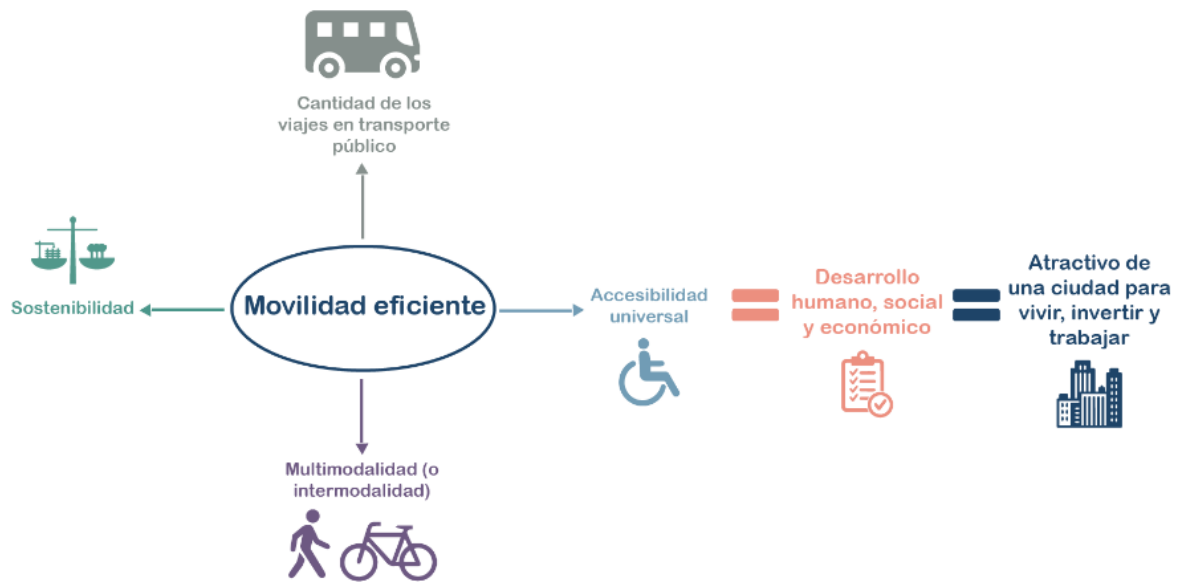 Cantidad de los
viajes en transporte
público
Sostenibilidad
Movilidad eficiente
Accesibilidad
universal
Desarrollo
humano, social
y económico
Atractivo de
una ciudad para
vivir, invertir y
trabajar
Multimodalidad (o
intermodalidad)